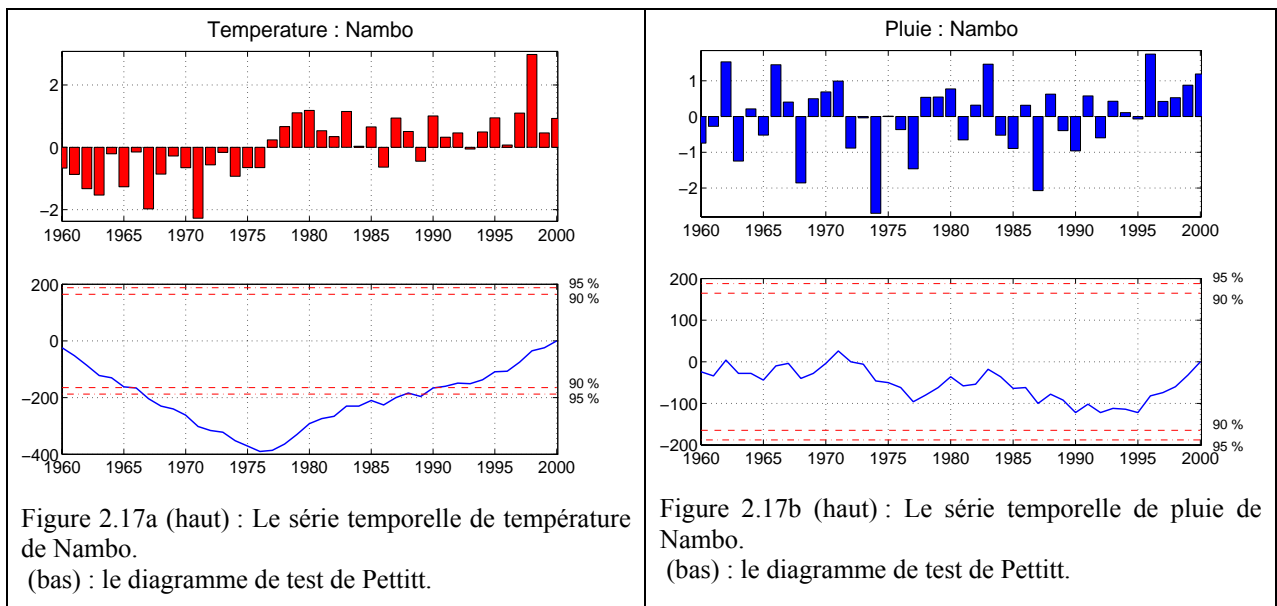 Temperature : Nambo
2
0
−2
1960 1965 1970 1975 1980 1985 1990 1995 2000
200
0
−200
−400
95 %
90 %
90 %
95 %
1960 1965 1970 1975 1980 1985 1990 1995 2000
Figure 2.17a (haut) : Le série temporelle de température
de Nambo.
(bas) : le diagramme de test de Pettitt.
Pluie : Nambo
1
0
−1
−2
1960 1965 1970 1975 1980 1985 1990 1995 2000
200
100
0
−100
−200
95 %
90 %
90 %
95 %
1960 1965 1970 1975 1980 1985 1990 1995 2000
Figure 2.17b (haut) : Le série temporelle de pluie de
Nambo.
(bas) : le diagramme de test de Pettitt.